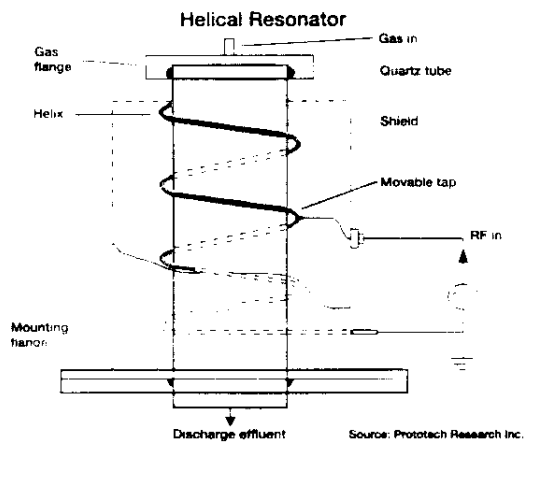 Helical Resonator
Gas in
Gas
flange
Quartz tube
Helix
Shield
Movable tap
RF in
Mounting
flange
Discharge effluent
Source: Prototech Research Inc.